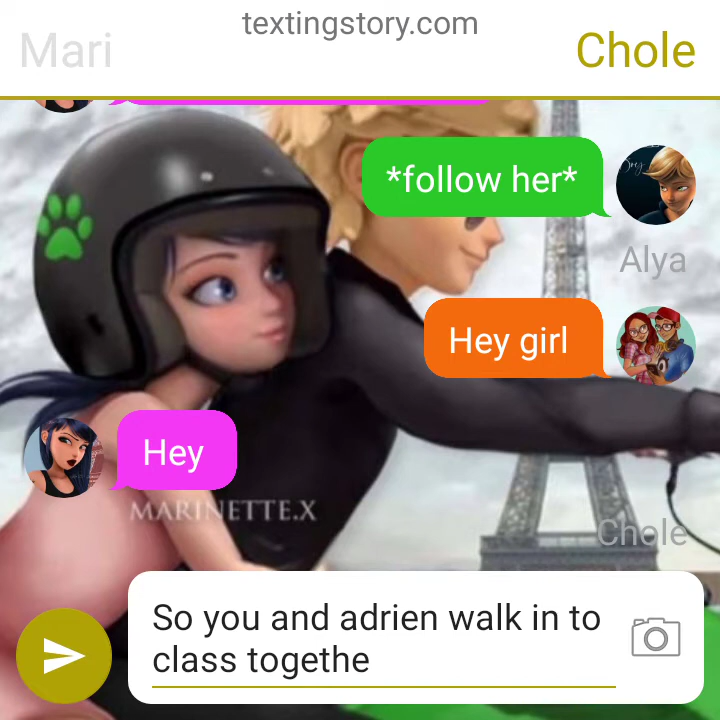 textingstory.com
Mari
Chole
*follow her*
Alya
Hey girl
Hey
MARINETTE.X
Chole
So you and adrien walk in to
class togethe